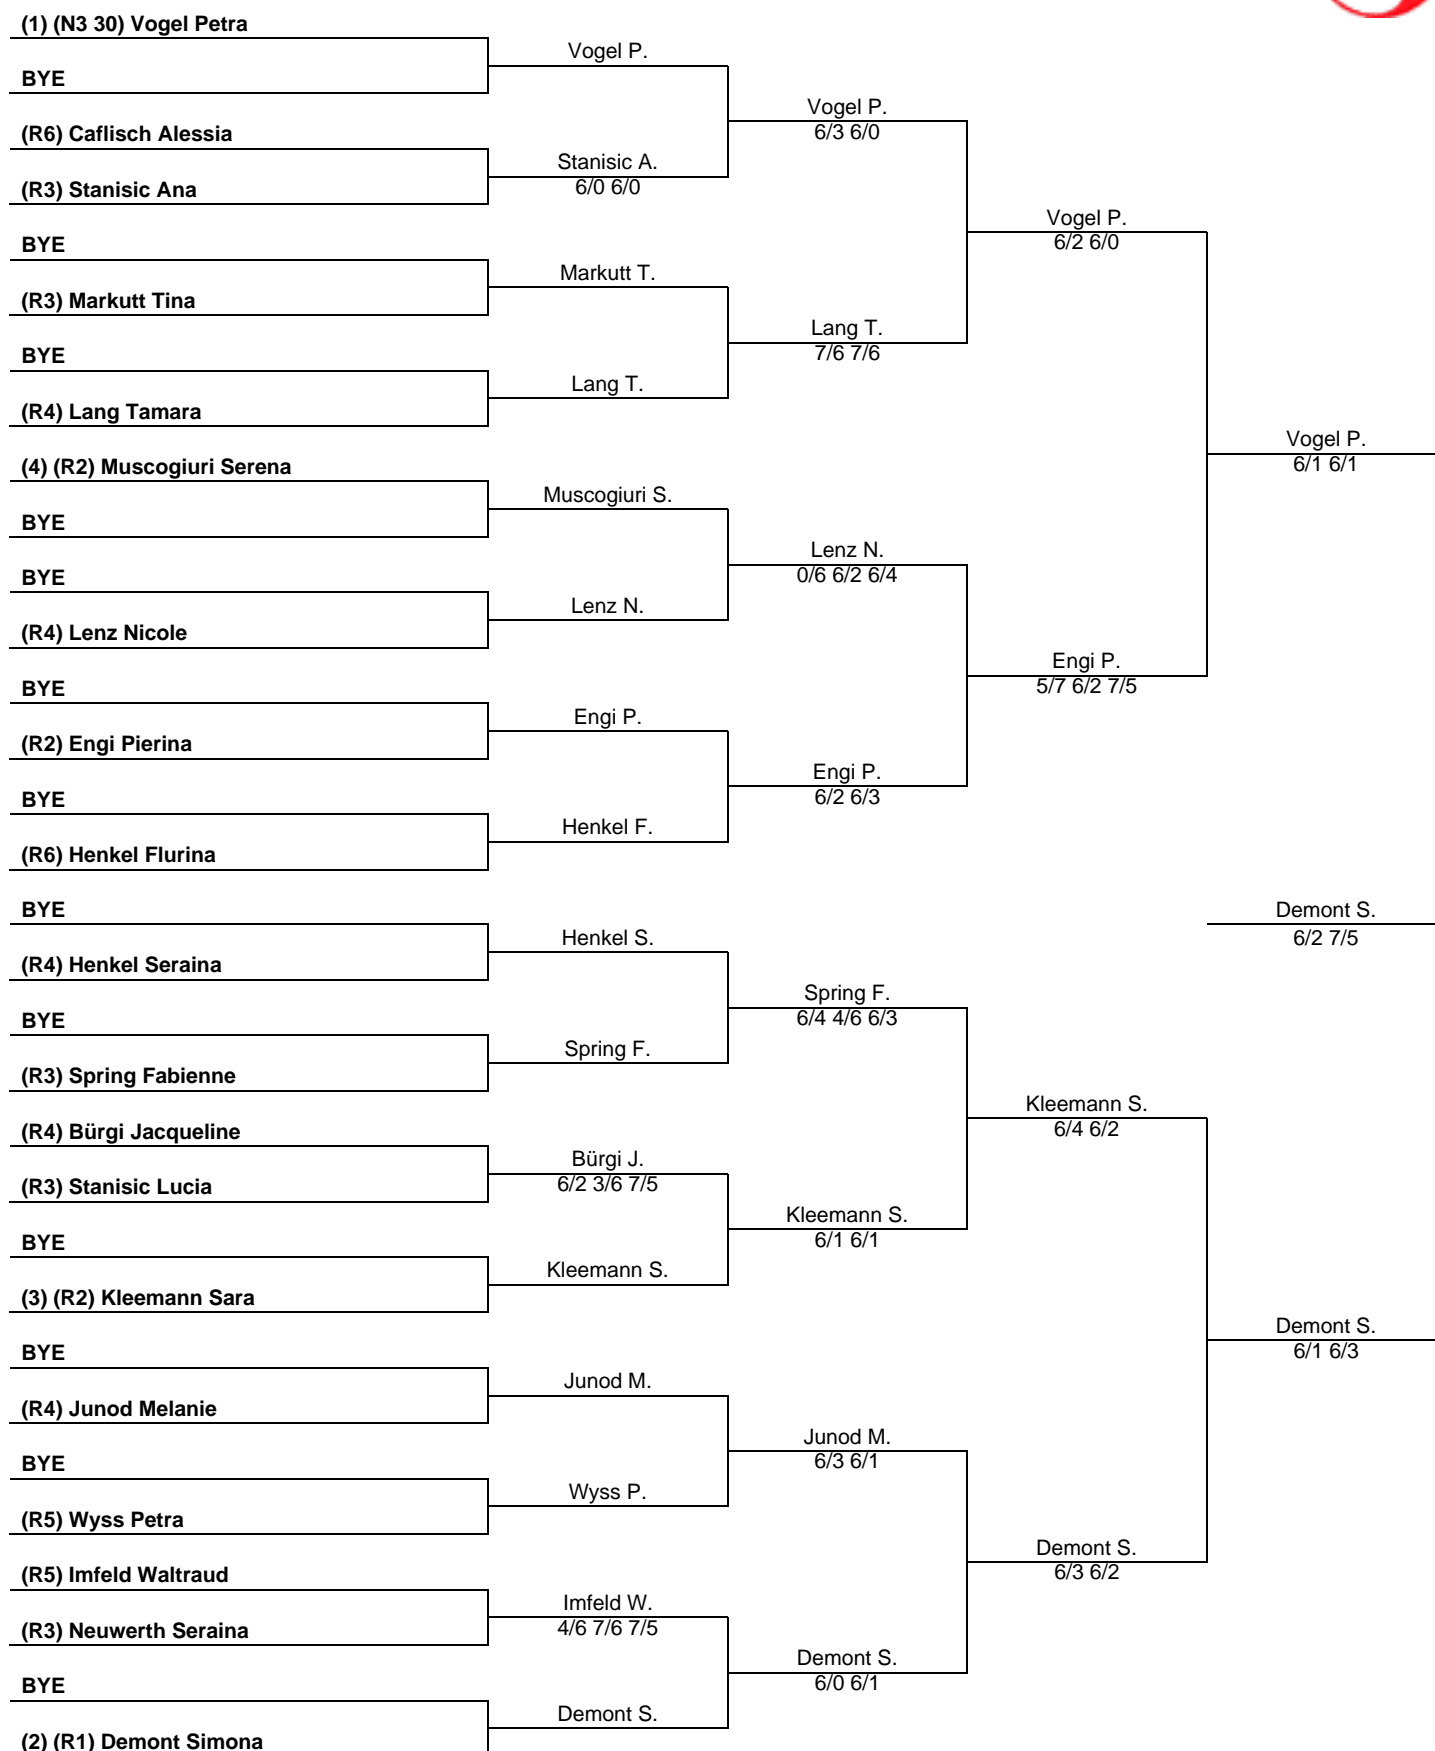 (1) (N3 30) Vogel Petra
BYE
(R6) Caflisch Alessia
(R3) Stanisic Ana
BYE
(R3) Markutt Tina
BYE
(R4) Lang Tamara
(4) (R2) Muscogiuri Serena
BYE
BYE
(R4) Lenz Nicole
BYE
(R2) Engi Pierina
BYE
(R6) Henkel Flurina
BYE
(R4) Henkel Seraina
BYE
(R3) Spring Fabienne
(R4) Bürgi Jacqueline
(R3) Stanisic Lucia
BYE
(3) (R2) Kleemann Sara
BYE
(R4) Junod Melanie
BYE
(R5) Wyss Petra
(R5) Imfeld Waltraud
(R3) Neuwerth Seraina
BYE
(2) (R1) Demont Simona
Vogel P.
Stanisic A.
6/0 6/0
Markutt T.
Lang T.
Muscogiuri S.
Lenz N.
Engi P.
Henkel F.
Henkel S.
Spring F.
Bürgi J.
6/2 3/6 7/5
Kleemann S.
Junod M.
Wyss P.
Imfeld W.
4/6 7/6 7/5
Demont S.
Vogel P.
6/3 6/0
Lang T.
7/6 7/6
Lenz N.
0/6 6/2 6/4
Engi P.
6/2 6/3
Spring F.
6/4 4/6 6/3
Kleemann S.
6/1 6/1
Junod M.
6/3 6/1
Demont S.
6/0 6/1
Vogel P.
6/2 6/0
Engi P.
5/7 6/2 7/5
Kleemann S.
6/4 6/2
Demont S.
6/3 6/2
Vogel P.
6/1 6/1
Demont S.
6/2 7/5
Demont S.
6/1 6/3